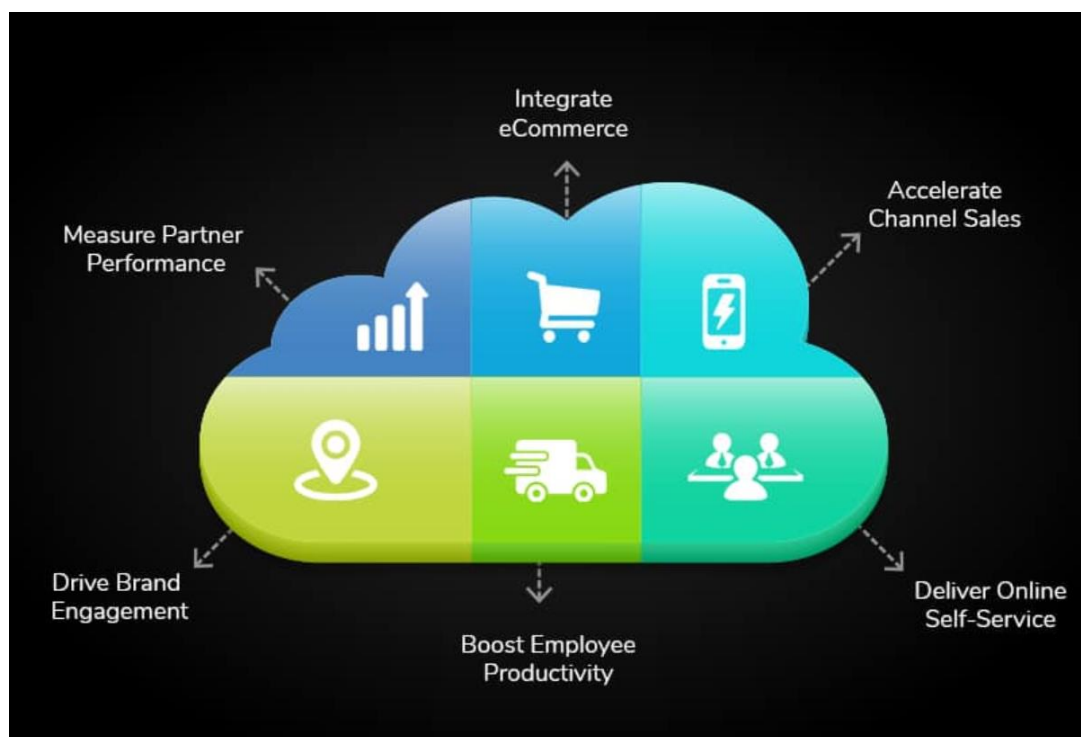 Integrate
eCommerce
Accelerate
Channel Sales
Measure Partner
Performance
Drive Brand
Engagement
Boost Employee
Productivity
Deliver Online
Self-Service